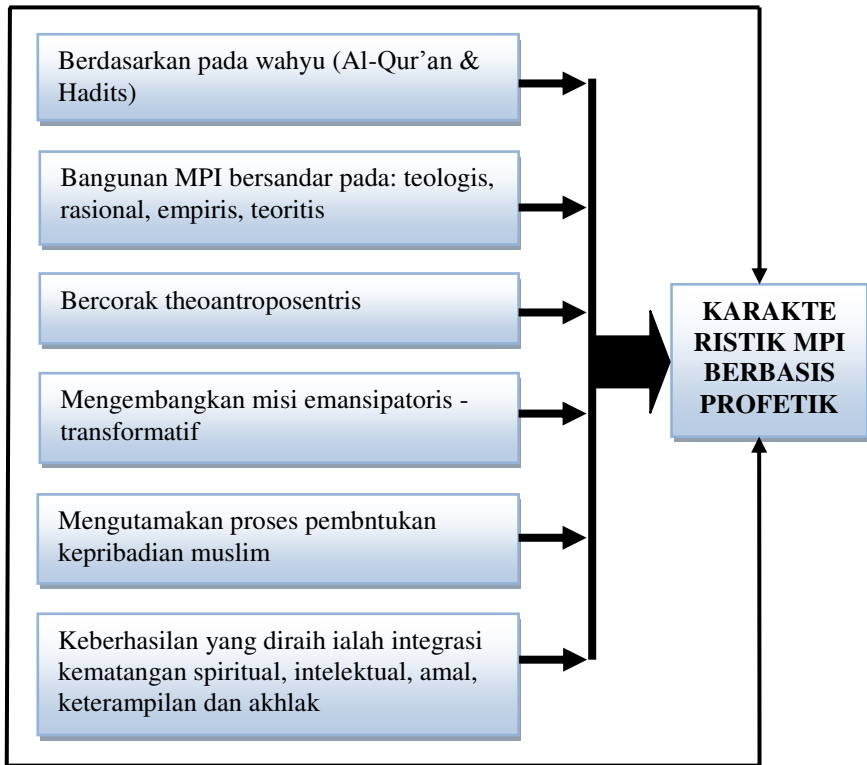 Berdasarkan pada wahyu (Al-Qur’an &
Hadits)
Bangunan MPI bersandar pada: teologis,
rasional, empiris, teoritis
Bercorak theoantroposentris
Mengembangkan misi emansipatoris -
transformatif
Mengutamakan proses pembntukan
kepribadian muslim
Keberhasilan yang diraih ialah integrasi
kematangan spiritual, intelektual, amal,
keterampilan dan akhlak
KARAKTE
RISTIK MPI
BERBASIS
PROFETIK